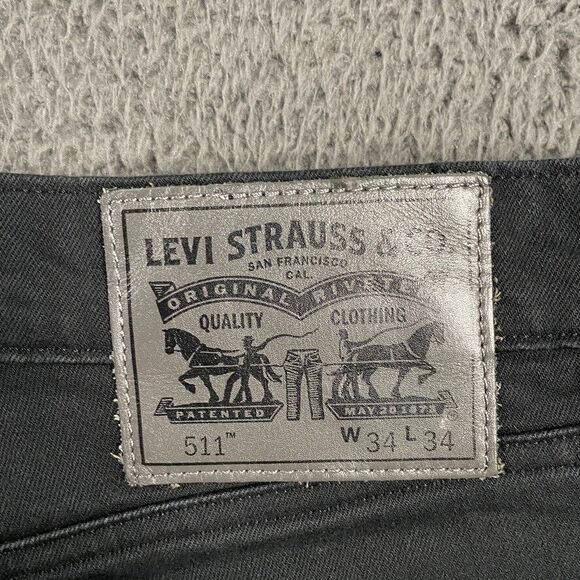 LEVI STRAUSS & CO.
SAN FRANCISCO
CAL.
ORIGINAL RIVETED
QUALITY CLOTHING
PATENTED MAY 20 1873 ®
511™ W 34 L 34